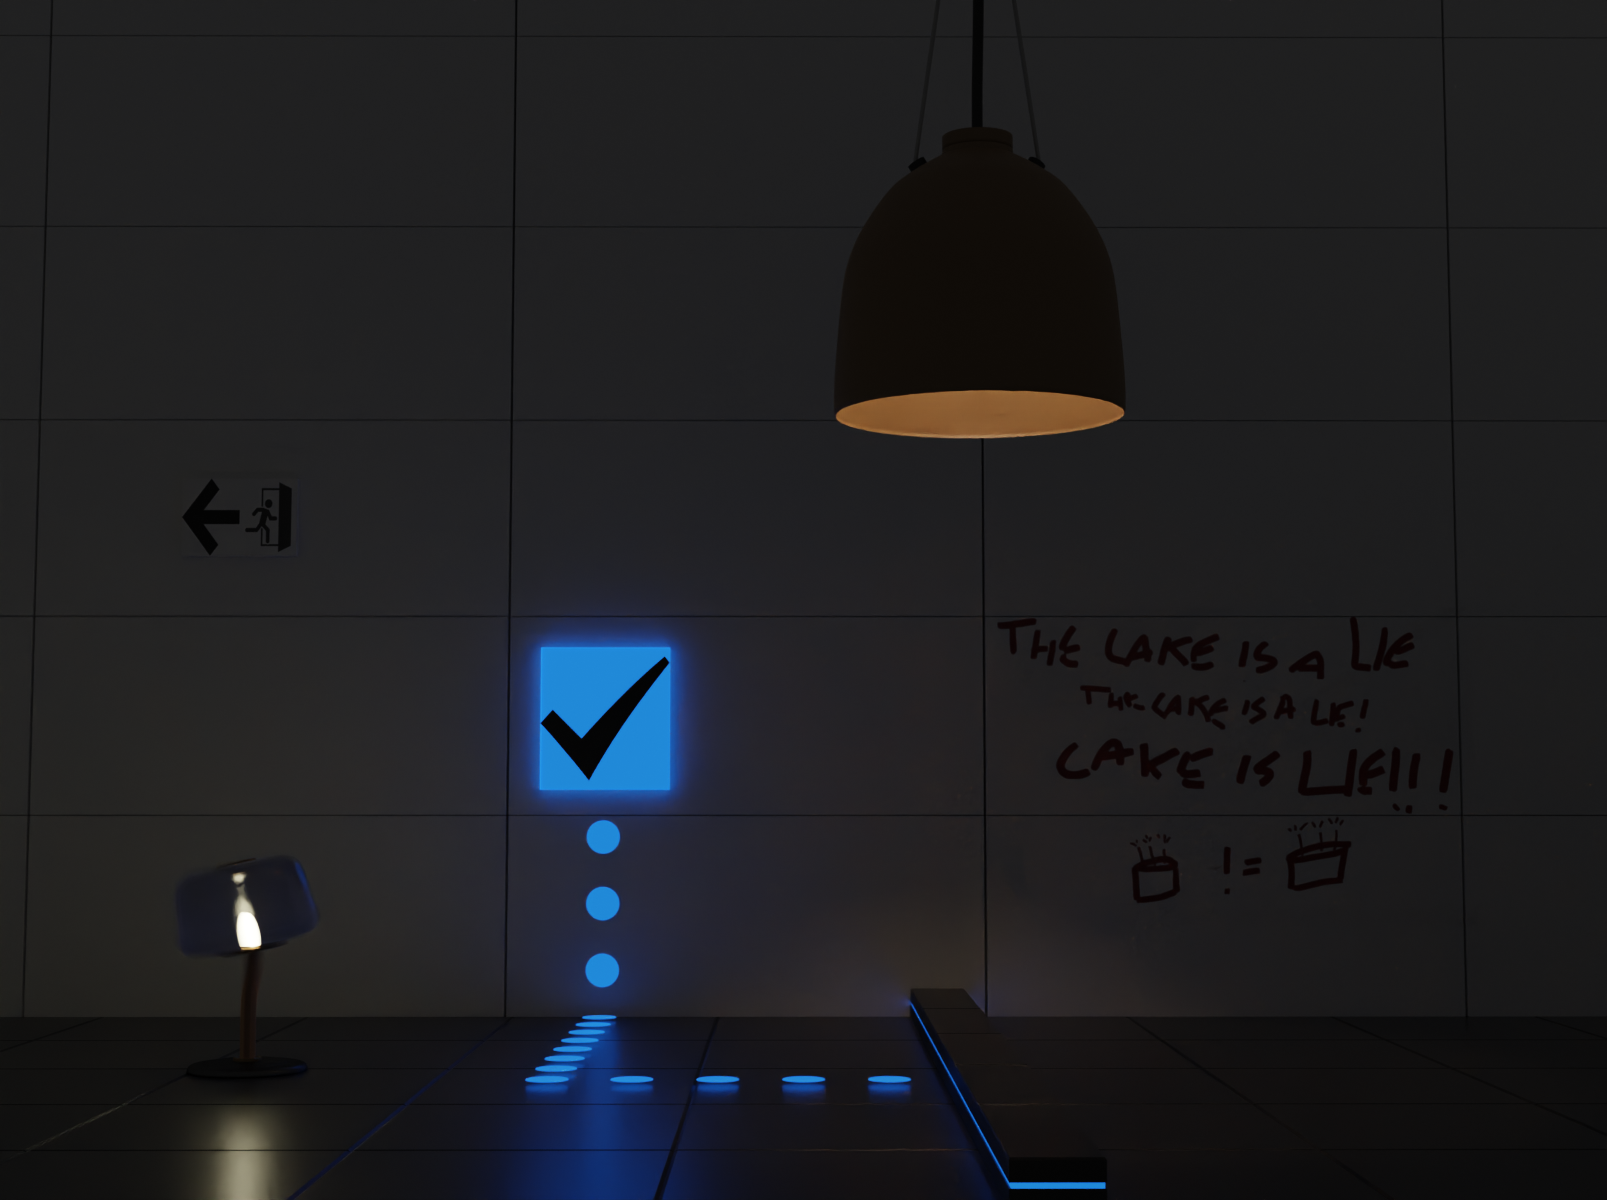 THE CAKE IS A LIE
THE CAKE IS A LIE!
CAKE IS LIE!!!
!=